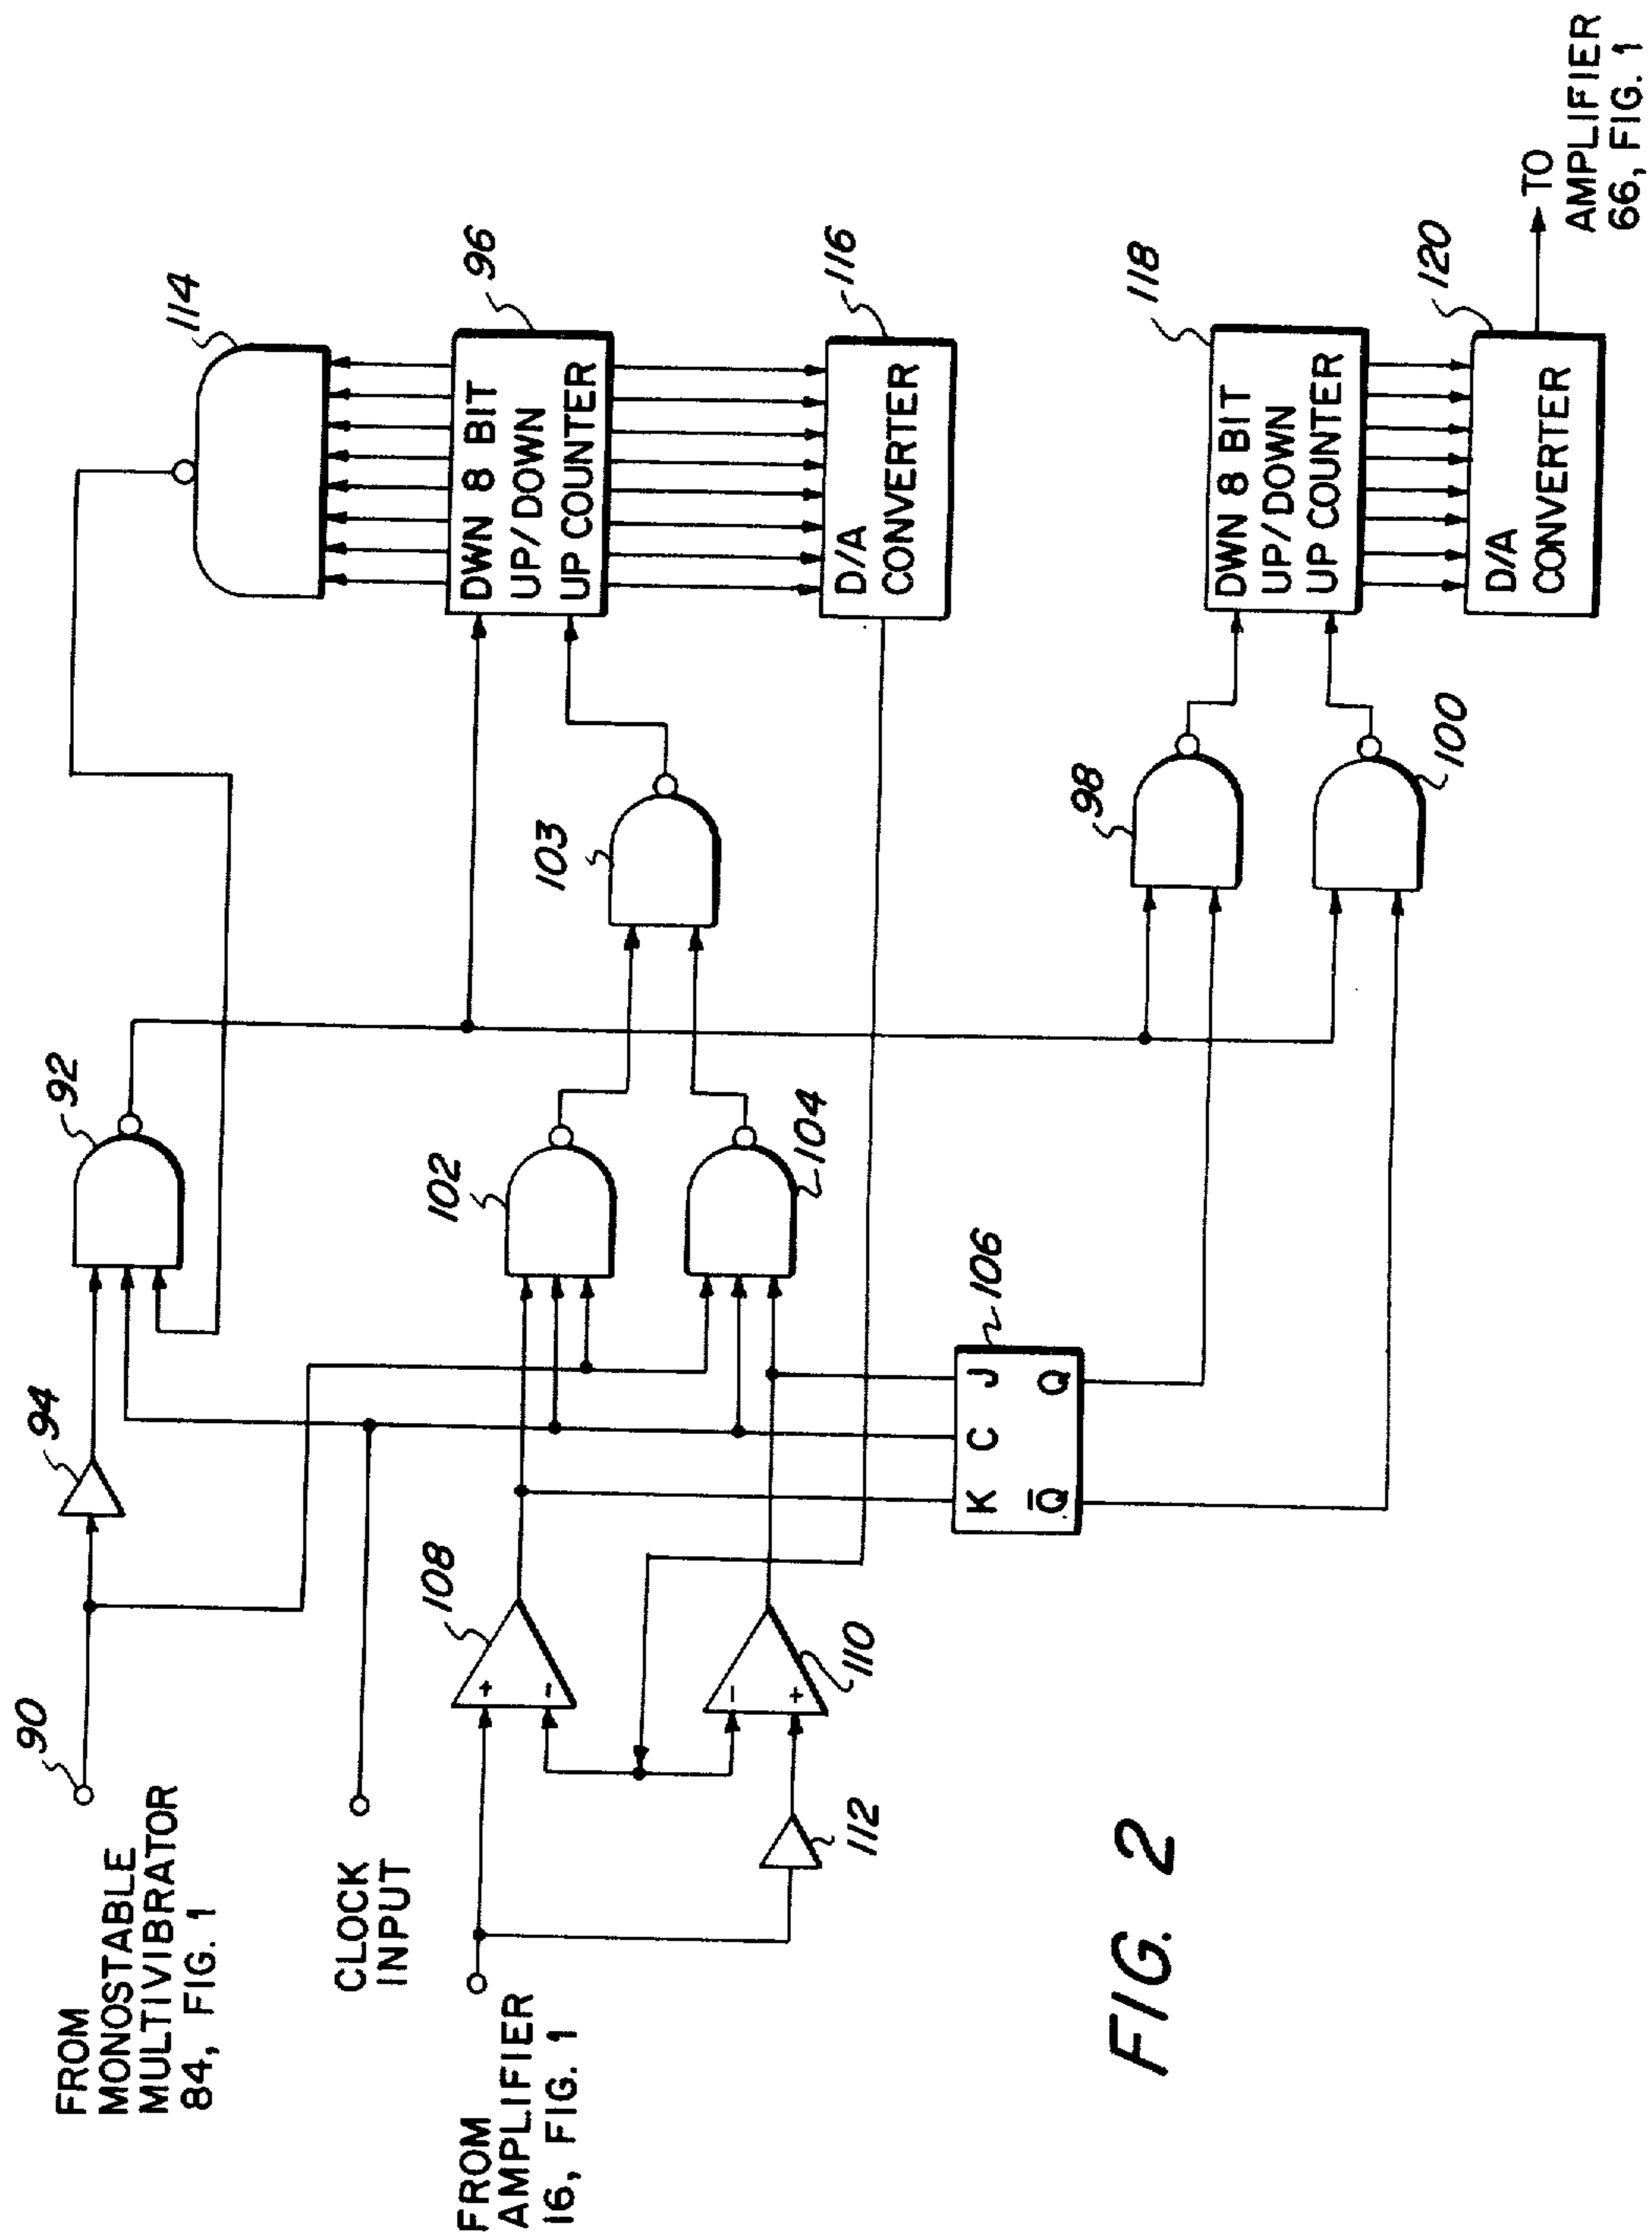 FROM
MONOSTABLE
MULTIVIBRATOR
84, FIG. 1
90
94
92
114
CLOCK
INPUT
FROM
AMPLIFIER
16, FIG. 1
108
+
-
110
-
+
112
102
104
103
DWN 8 BIT
UP/DOWN
UP COUNTER
96
D/A
CONVERTER
116
106
K C J
Q̅ Q
98
100
DWN 8 BIT
UP/DOWN
UP COUNTER
118
D/A
CONVERTER
120
TO
AMPLIFIER
66, FIG. 1
FIG. 2